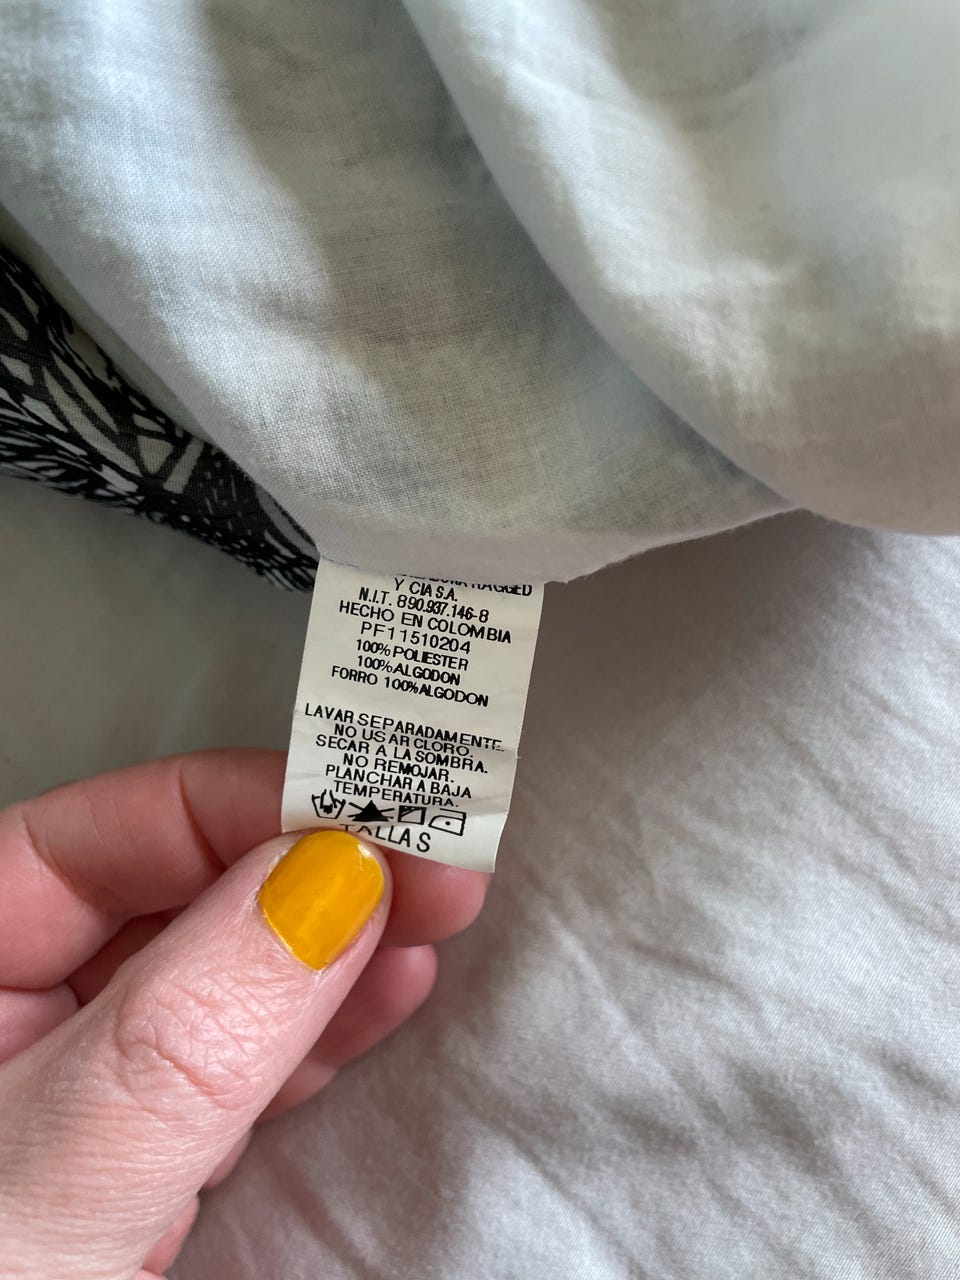 RAGGED
Y CIA S.A.
N.I.T. 890.937.146-8
HECHO EN COLOMBIA
PF11510204
100% POLIESTER
100% ALGODON
FORRO 100% ALGODON
LAVAR SEPARADAMENTE.
NO USAR CLORO.
SECAR A LA SOMBRA.
NO REMOJAR.
PLANCHAR A BAJA
TEMPERATURA.
TALLA S